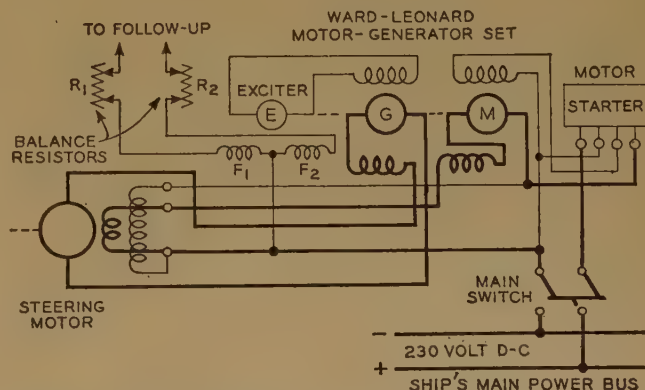 WARD-LEONARD
MOTOR-GENERATOR SET
TO FOLLOW-UP
R1
R2
EXCITER
E
G
M
MOTOR
STARTER
BALANCE
RESISTORS
F1
F2
STEERING
MOTOR
MAIN
SWITCH
-
230 VOLT D-C
+
SHIP'S MAIN POWER BUS